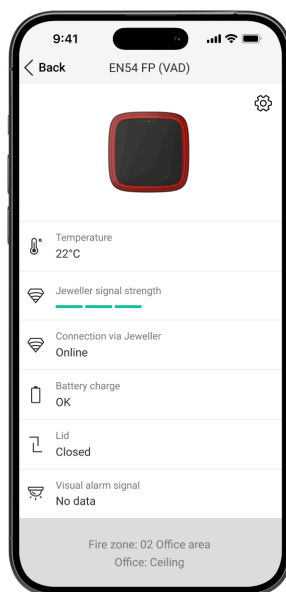 9:41
Back EN54 FP (VAD)
Temperature
22°C
Jeweller signal strength
Connection via Jeweller
Online
Battery charge
OK
Lid
Closed
Visual alarm signal
No data
Fire zone: 02 Office area
Office: Ceiling